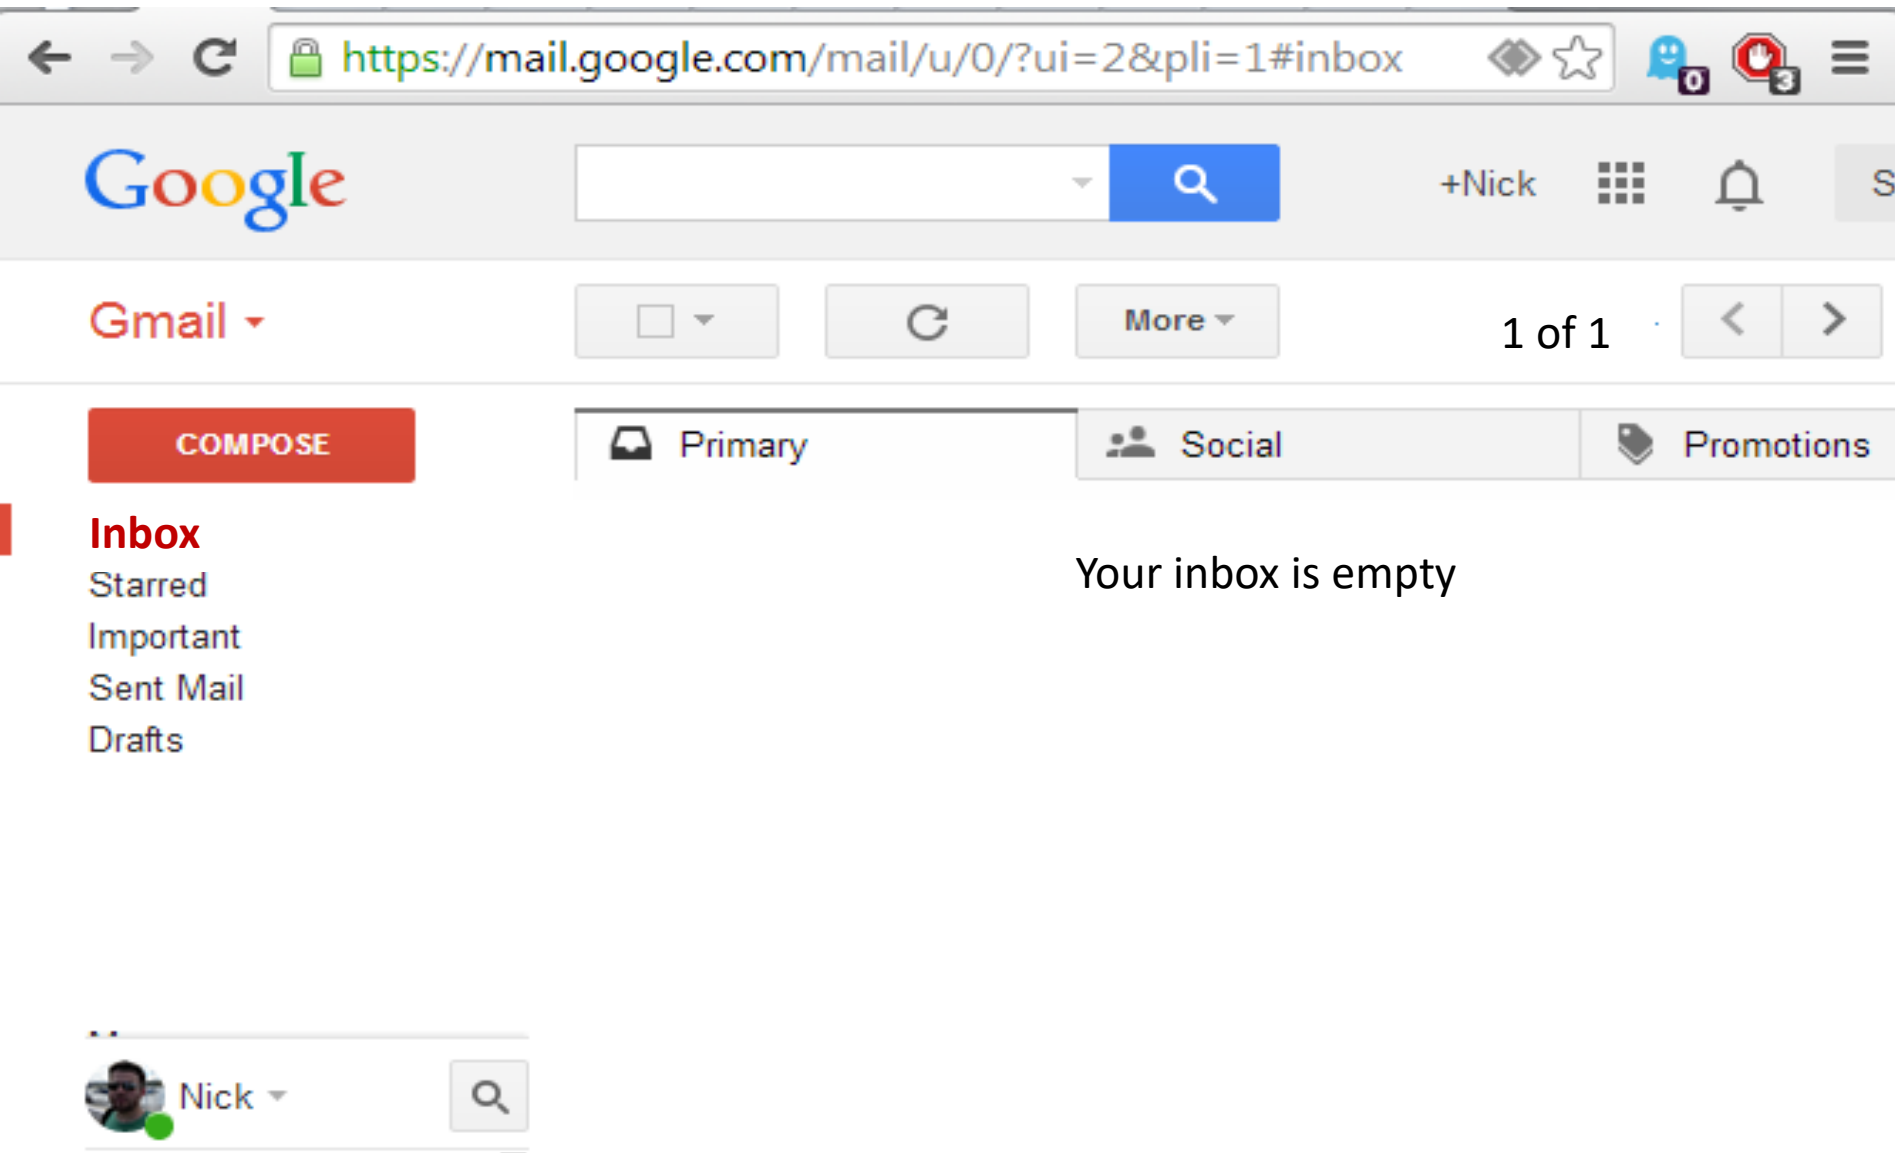 https://mail.google.com/mail/u/0/?ui=2&pli=1#inbox
0
3
Google
+Nick
S
Gmail
More
1 of 1
COMPOSE
Primary
Social
Promotions
Inbox
Your inbox is empty
Starred
Important
Sent Mail
Drafts
Nick